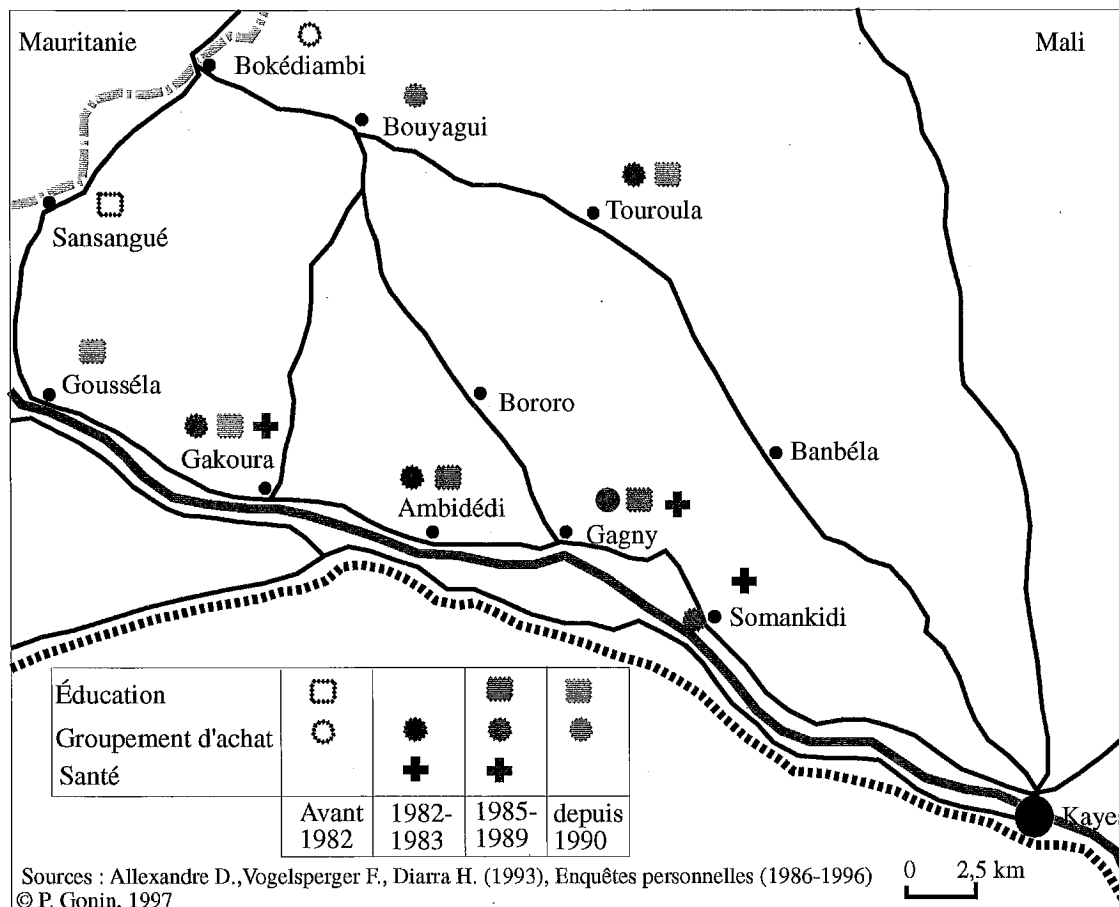 Mauritanie
Mali
Bokédiambi
Bouyagui
Touroula
Sansangué
Gousséla
Bororo
Gakoura
Banbéla
Ambidédi
Gagny
Somankidi
Éducation
Groupement d'achat
Santé
Avant 1982
1982-1983
1985-1989
depuis 1990
Kayes
Sources : Allexandre D.,Vogelsperger F., Diarra H. (1993), Enquêtes personnelles (1986-1996)
0 2,5 km
© P. Gonin, 1997